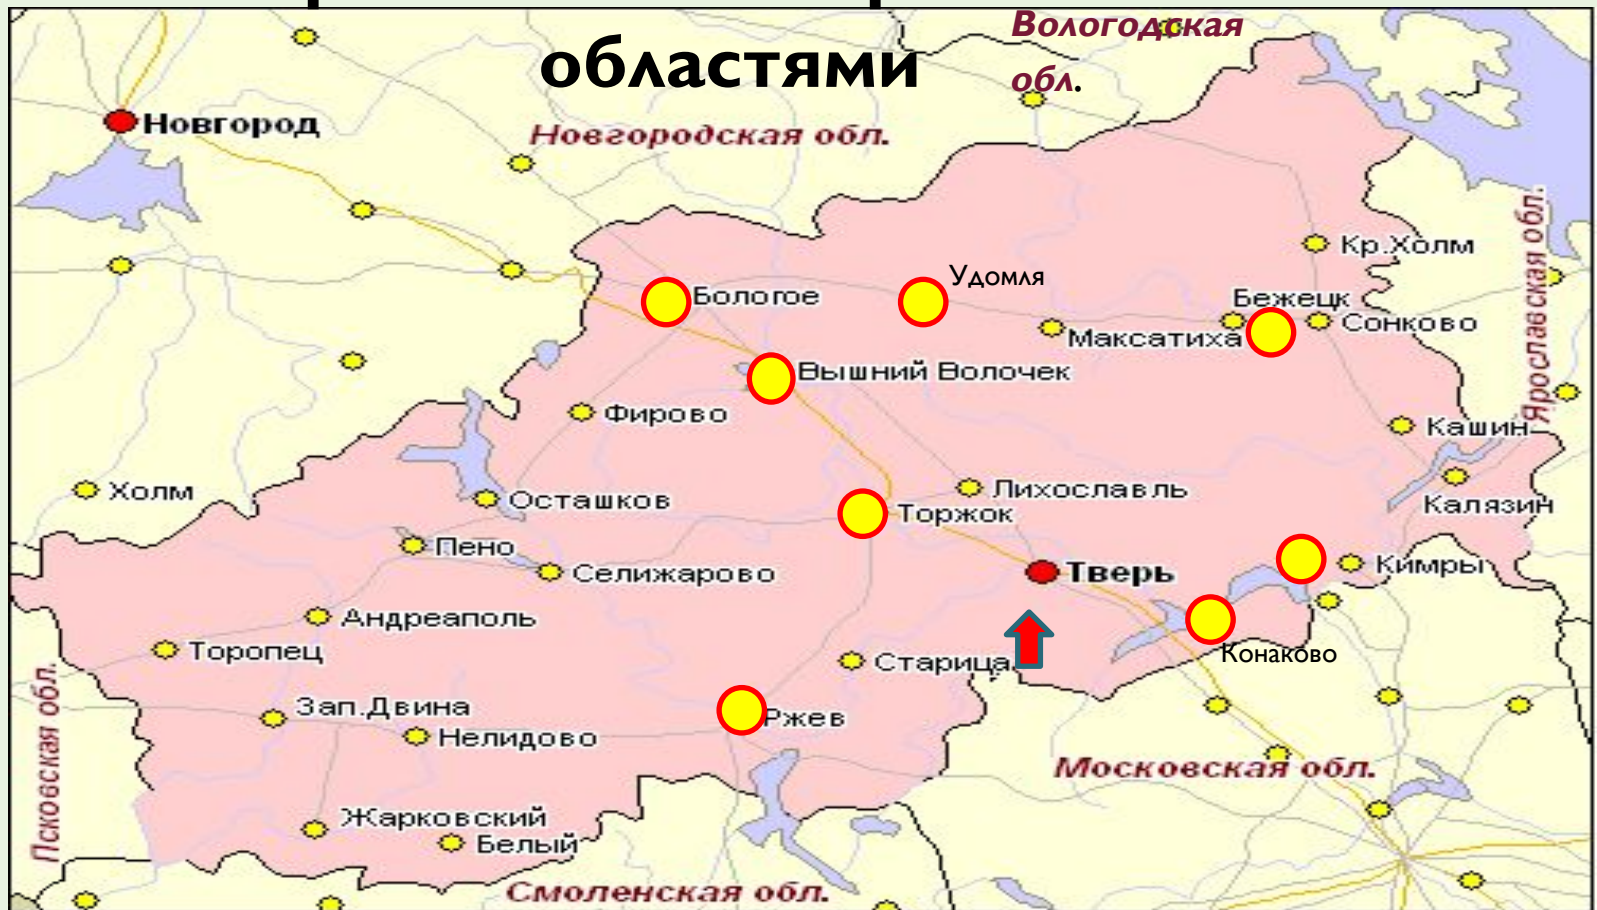 областями
Вологодская
обл.
Новгород
Новгородская обл.
Ярославская обл.
Кр.Холм
Удомля
Бологое
Бежецк
Сонково
Максатиха
Вышний Волочек
Фирово
Кашин
Холм
Осташков
Лихославль
Калязин
Торжок
Пено
Селижарово
Тверь
Кимры
Андреаполь
Торопец
Старица
Конаково
Псковская обл.
Зап.Двина
Ржев
Нелидово
Московская обл.
Жарковский
Белый
Смоленская обл.